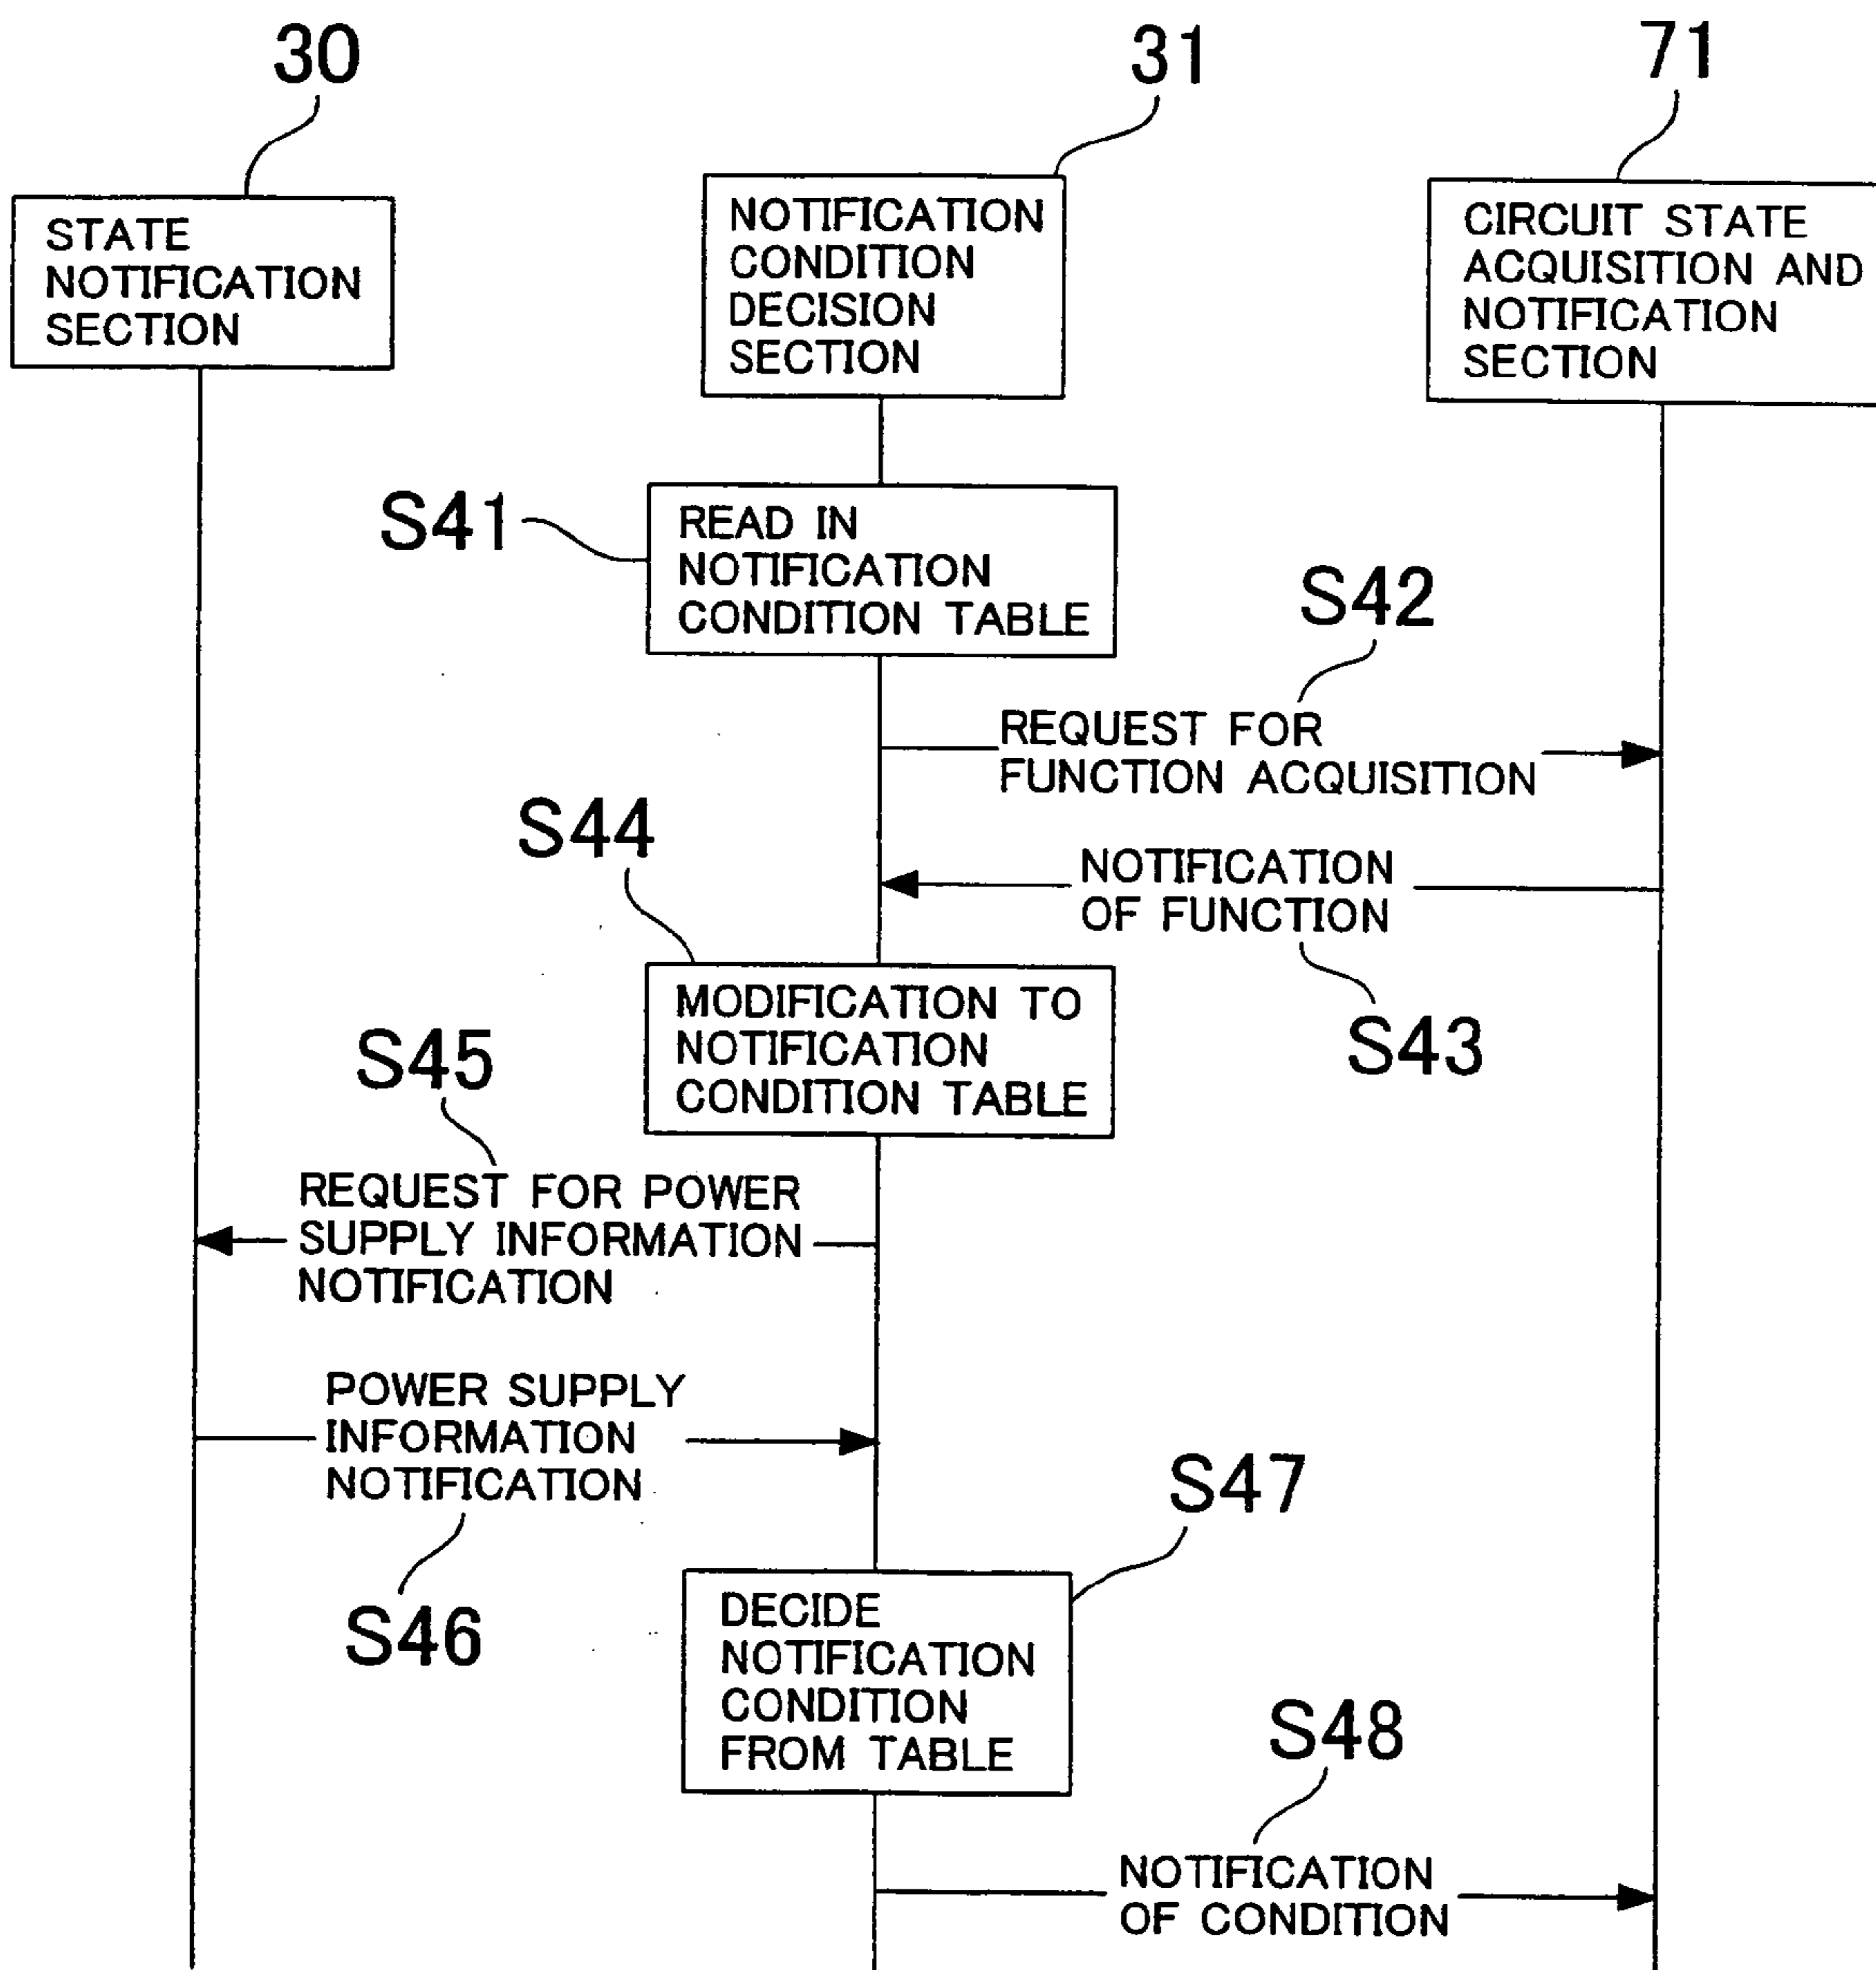 30
31
71
STATE
NOTIFICATION
SECTION
NOTIFICATION
CONDITION
DECISION
SECTION
CIRCUIT STATE
ACQUISITION AND
NOTIFICATION
SECTION
S41
READ IN
NOTIFICATION
CONDITION TABLE
S42
REQUEST FOR
FUNCTION ACQUISITION
S44
NOTIFICATION
OF FUNCTION
S43
MODIFICATION TO
NOTIFICATION
CONDITION TABLE
S45
REQUEST FOR POWER
SUPPLY INFORMATION
NOTIFICATION
POWER SUPPLY
INFORMATION
NOTIFICATION
S46
S47
DECIDE
NOTIFICATION
CONDITION
FROM TABLE
S48
NOTIFICATION
OF CONDITION